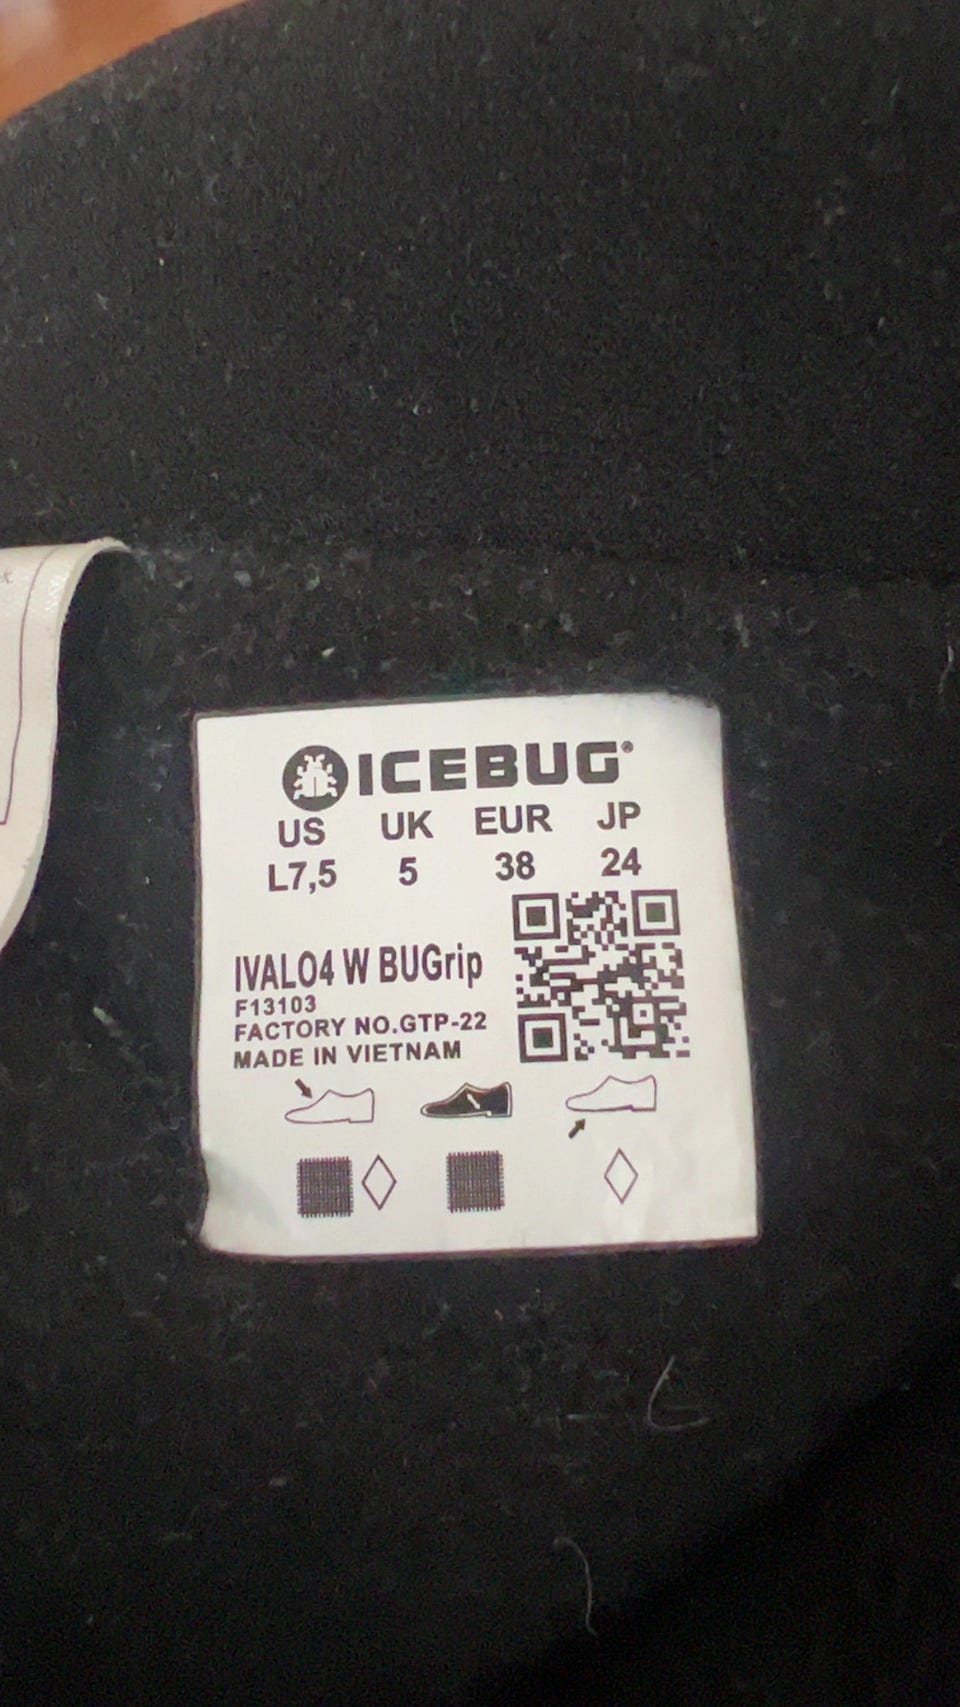 ICEBUG®
US UK EUR JP
L7,5 5 38 24
IVALO4 W BUGrip
F13103
FACTORY NO.GTP-22
MADE IN VIETNAM